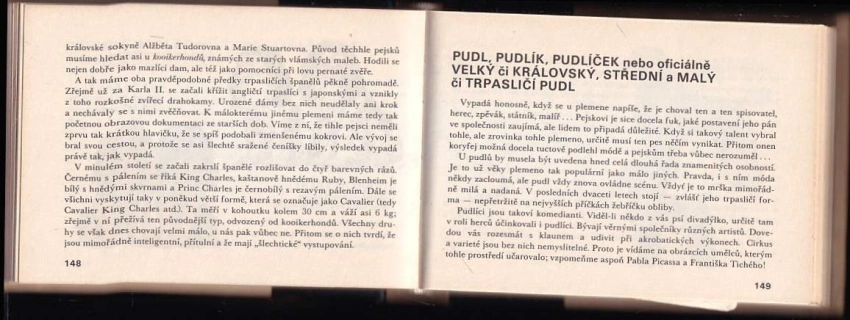 královské sokyně Alžběta Tudorovna a Marie Stuartovna. Původ těchhle pejsků
musíme hledat asi u kooikerhondů, známých ze starých vlámských maleb. Hodili se
nejen dobře jako mazlíci dam, ale též jako pomocníci při lovu pernaté zvěře.
A tak máme oba pravděpodobné předky trpasličích španělů pěkně pohromadě.
Zřejmě už za Karla II. se začali křížit angličtí trpaslíci s japonskými a vznikly
z toho rozkošné zvířecí drahokamy. Urozené dámy bez nich neudělaly ani krok
a nechávaly se s nimi zvěčňovat. K málokterému jinému plemeni máme tedy tak
početnou obrazovou dokumentaci ze starších dob. Víme z ní, že tihle pejsci neměli
zprvu tak krátkou hlavičku, že se spíš podobali zmenšenému kokrovi. Ale vývoj se
bral svou cestou, a protože se asi šlechtě sražené čeníšky líbily, výsledek vypadá
právě tak, jak vypadá.
V minulém století se začali zakrslí španělé rozlišovat do čtyř barevných rázů.
Černému s pálením se říká King Charles, kaštanově hnědému Ruby, Blenheim je
bílý s hnědými skvrnami a Princ Charles je černobílý s rezavým pálením. Dále se
všichni vyskytují taky v poněkud větší formě, která se označuje jako Cavalier (tedy
Cavalier King Charles atd.). Ta měří v kohoutku kolem 30 cm a váží asi 6 kg;
zřejmě v ní přežívá ten původnější typ, odvozený od kooikerhondů. Všechny dru-
hy se však dnes chovají velmi málo, u nás pak vůbec ne. Přitom se o nich tvrdí, že
jsou mimořádně inteligentní, přítulní a že mají „šlechtické“ vystupování.
148
PUDL, PUDLÍK, PUDLÍČEK nebo oficiálně
VELKÝ či KRÁLOVSKÝ, STŘEDNÍ a MALÝ
či TRPASLIČÍ PUDL
Vypadá honosně, když se u plemene napíše, že je choval ten a ten spisovatel,
herec, zpěvák, státník, malíř... Pejskovi je sice docela fuk, jaké postavení jeho pán
ve společnosti zaujímá, ale lidem to připadá důležité. Když si takový talent vybral
tohle, ale zrovinka tohle plemeno, určitě musí ten pes něčím vynikat. Přitom onen
koryfej možná docela tuctově podlehl módě a pejskům třeba vůbec nerozuměl...
U pudlů by musela být uvedena hned celá dlouhá řada znamenitých osobností.
Je to už věky plemeno tak populární jako málo jiných. Pravda, i s ním móda
někdy zacloumá, ale pudl vždy znova ovládne scénu. Vždyť je to mrška mimořád-
ně milá a nadaná. V posledních dvaceti letech stojí — zvlášť jeho trpasličí for-
ma — nepřetržitě na nejvyšších příčkách žebříčku obliby.
Pudlíci jsou takoví komedianti. Viděl-li někdo z vás psí divadýlko, určitě tam
v roli herců účinkovali i pudlíci. Bývají věrnými společníky různých artistů. Dove-
dou vás rozesmát s klaunem a udivit při akrobatických výkonech. Cirkus
a varieté jsou bez nich nemyslitelné. Proto je vídáme na obrázcích umělců, kterým
tohle prostředí učarovalo; vzpomeňme aspoň Pabla Picassa a Františka Tichého!
149